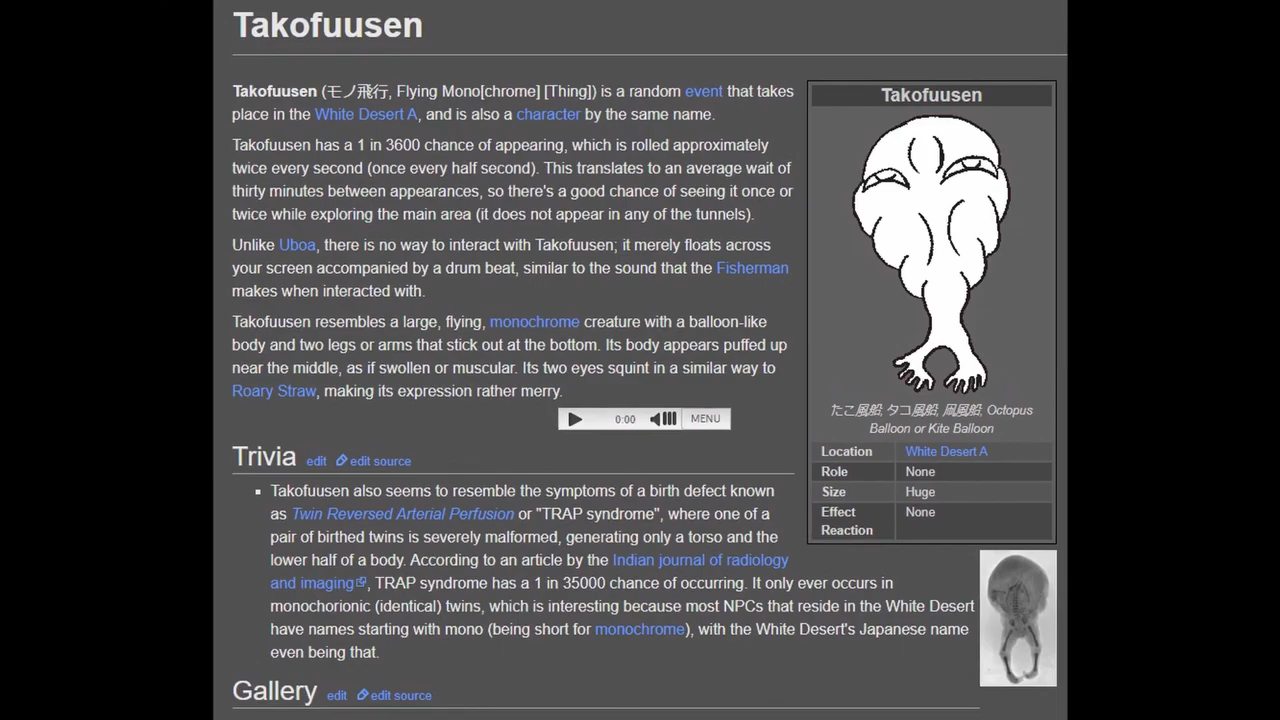 Takofuusen
Takofuusen (モノ飛行, Flying Mono[chrome] [Thing]) is a random event that takes
place in the White Desert A, and is also a character by the same name.
Takofuusen has a 1 in 3600 chance of appearing, which is rolled approximately
twice every second (once every half second). This translates to an average wait of
thirty minutes between appearances, so there's a good chance of seeing it once or
twice while exploring the main area (it does not appear in any of the tunnels).
Unlike Uboa, there is no way to interact with Takofuusen; it merely floats across
your screen accompanied by a drum beat, similar to the sound that the Fisherman
makes when interacted with.
Takofuusen resembles a large, flying, monochrome creature with a balloon-like
body and two legs or arms that stick out at the bottom. Its body appears puffed up
near the middle, as if swollen or muscular. Its two eyes squint in a similar way to
Roary Straw, making its expression rather merry.
0:00 MENU
Takofuusen
たこ風船, タコ風船, 凧風船, Octopus
Balloon or Kite Balloon
Location White Desert A
Role None
Size Huge
Effect None
Reaction
Trivia edit edit source
Takofuusen also seems to resemble the symptoms of a birth defect known
as Twin Reversed Arterial Perfusion or "TRAP syndrome", where one of a
pair of birthed twins is severely malformed, generating only a torso and the
lower half of a body. According to an article by the Indian journal of radiology
and imaging, TRAP syndrome has a 1 in 35000 chance of occurring. It only ever occurs in
monochorionic (identical) twins, which is interesting because most NPCs that reside in the White Desert
have names starting with mono (being short for monochrome), with the White Desert's Japanese name
even being that.
Gallery edit edit source